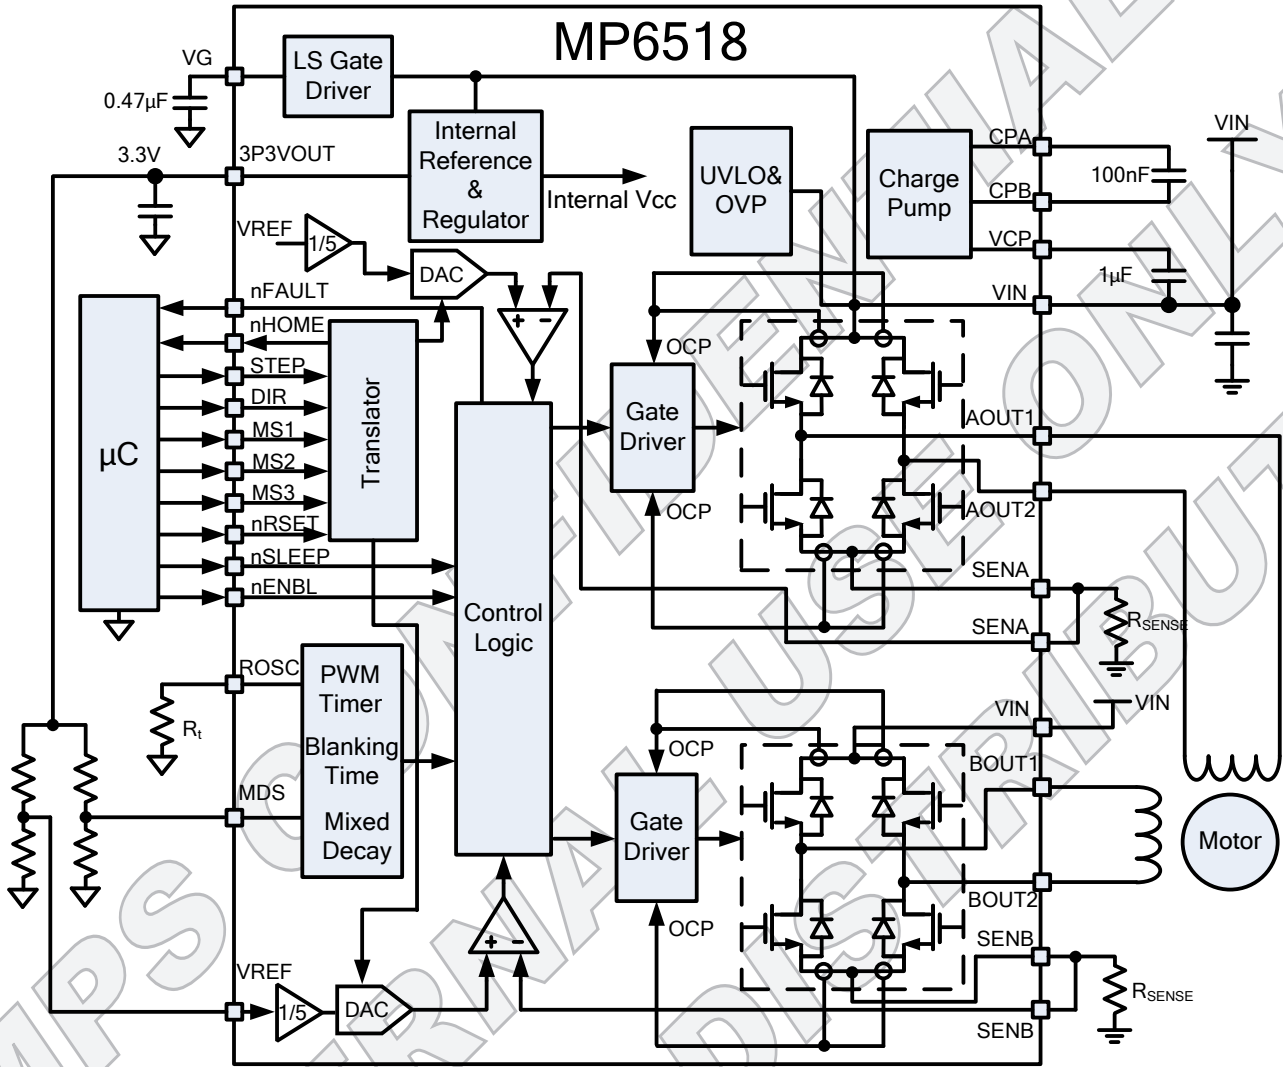 MP6518
VG
LS Gate
Driver
0.47µF
3.3V
3P3VOUT
Internal
Reference
&
Regulator
Internal Vcc
UVLO&
OVP
Charge
Pump
CPA
CPB
VCP
100nF
1µF
VIN
VIN
VREF
1/5
DAC
+ −
nFAULT
nHOME
STEP
DIR
MS1
MS2
MS3
nRSET
nSLEEP
nENBL
µC
Translator
OCP
Gate
Driver
OCP
AOUT1
AOUT2
SENA
SENA
RSENSE
Control
Logic
ROSC
Rt
PWM
Timer
Blanking
Time
Mixed
Decay
MDS
VIN
VIN
OCP
Gate
Driver
OCP
BOUT1
BOUT2
Motor
SENB
SENB
RSENSE
VREF
1/5
DAC
+ −
MPS CONFIDENTIAL
INTERNAL USE ONLY
DISTRIBUT